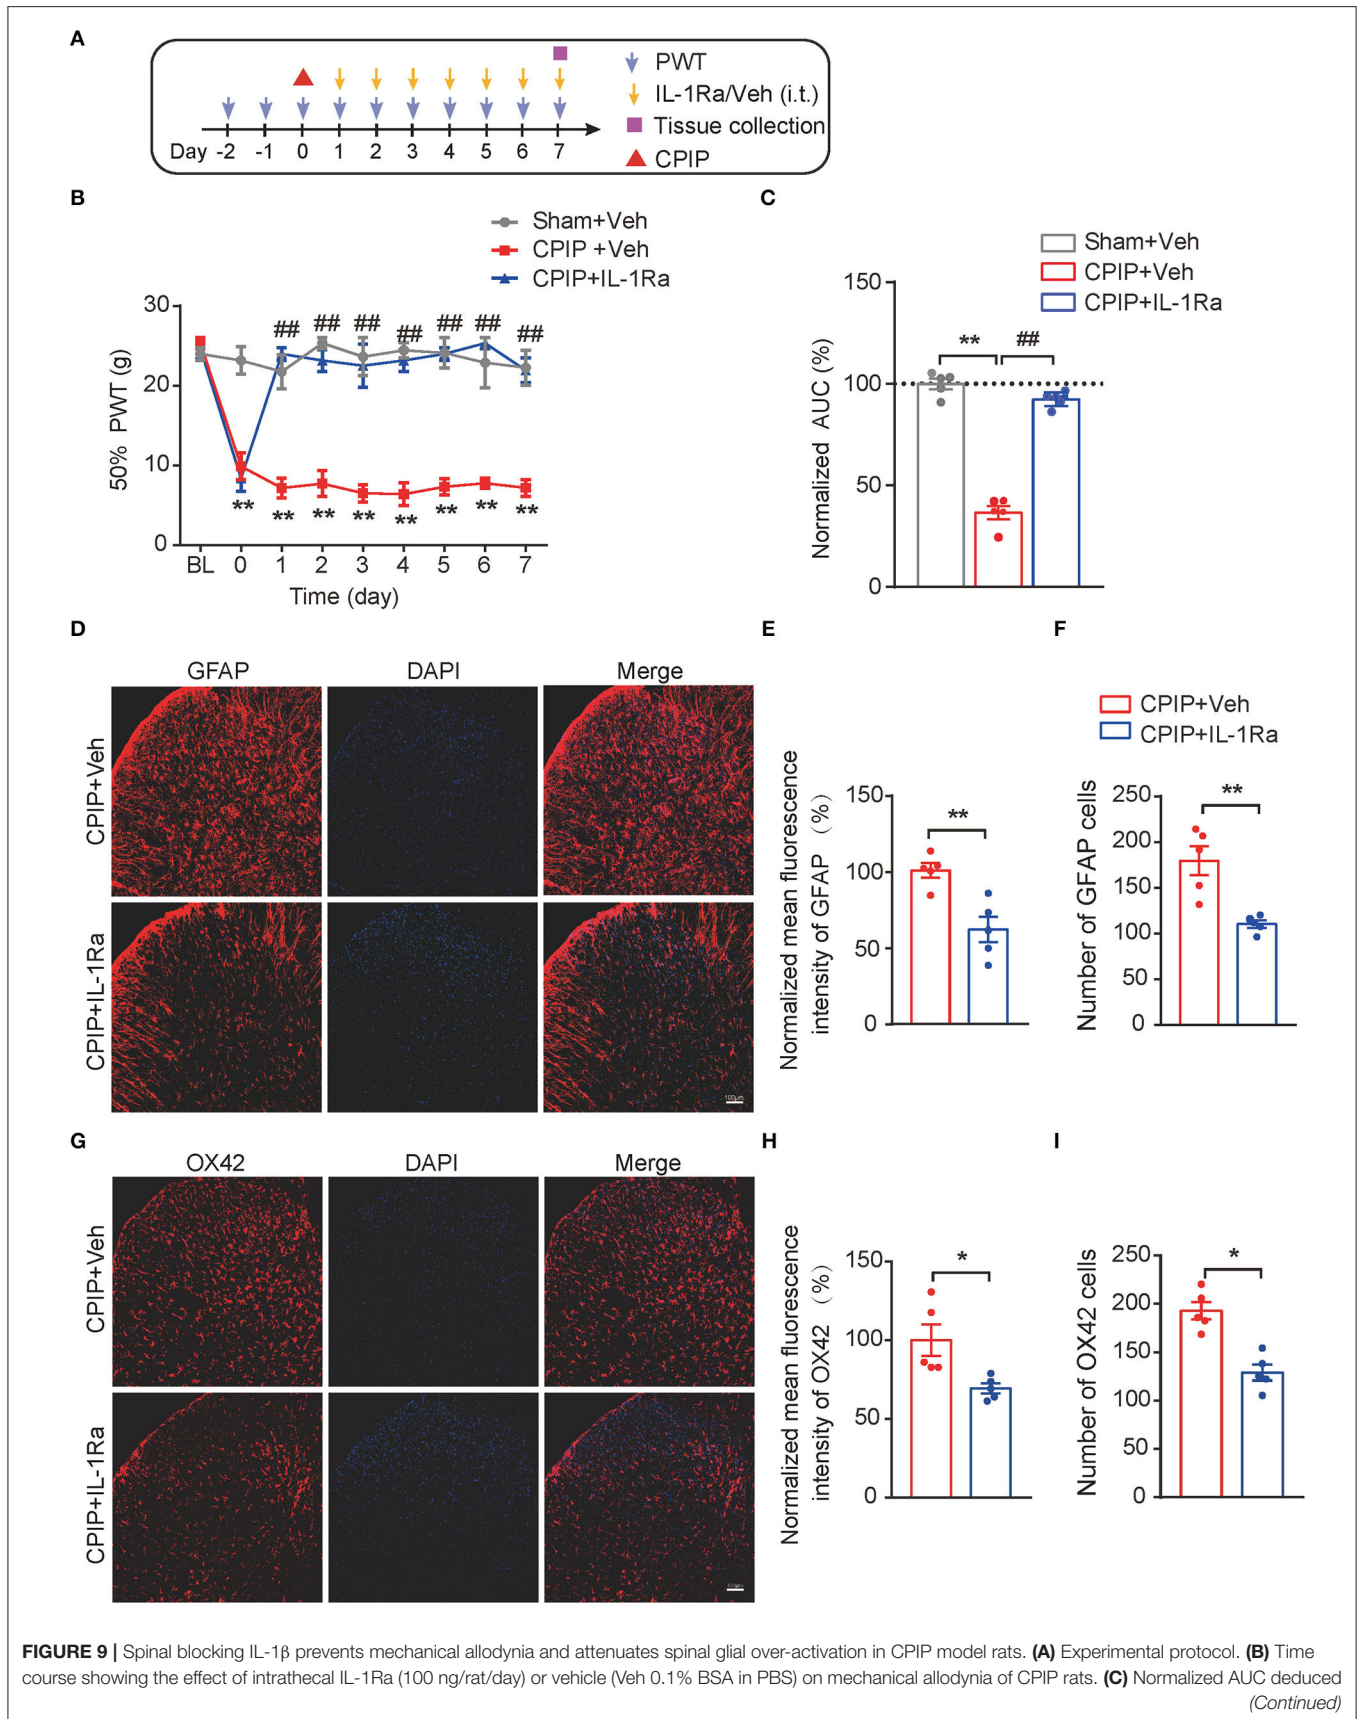 A
PWT
IL-1Ra/Veh (i.t.)
Tissue collection
CPIP
Day -2 -1 0 1 2 3 4 5 6 7
B
Sham+Veh
CPIP +Veh
CPIP+IL-1Ra
50% PWT (g)
30
20
10
0
## ## ## ## ## ## ##
** ** ** ** ** ** ** **
BL 0 1 2 3 4 5 6 7
Time (day)
C
Sham+Veh
CPIP+Veh
CPIP+IL-1Ra
Normalized AUC (%)
150
100
50
0
** ##
D
GFAP DAPI Merge
CPIP+Veh
CPIP+IL-1Ra
100μm
E
Normalized mean fluorescence
intensity of GFAP (%)
150
100
50
0
**
F
CPIP+Veh
CPIP+IL-1Ra
Number of GFAP cells
250
200
150
100
50
0
**
G
OX42 DAPI Merge
CPIP+Veh
CPIP+IL-1Ra
H
Normalized mean fluorescence
intensity of OX42 (%)
150
100
50
0
*
I
Number of OX42 cells
250
200
150
100
50
0
*
FIGURE 9 | Spinal blocking IL-1β prevents mechanical allodynia and attenuates spinal glial over-activation in CPIP model rats. (A) Experimental protocol. (B) Time
course showing the effect of intrathecal IL-1Ra (100 ng/rat/day) or vehicle (Veh 0.1% BSA in PBS) on mechanical allodynia of CPIP rats. (C) Normalized AUC deduced
(Continued)